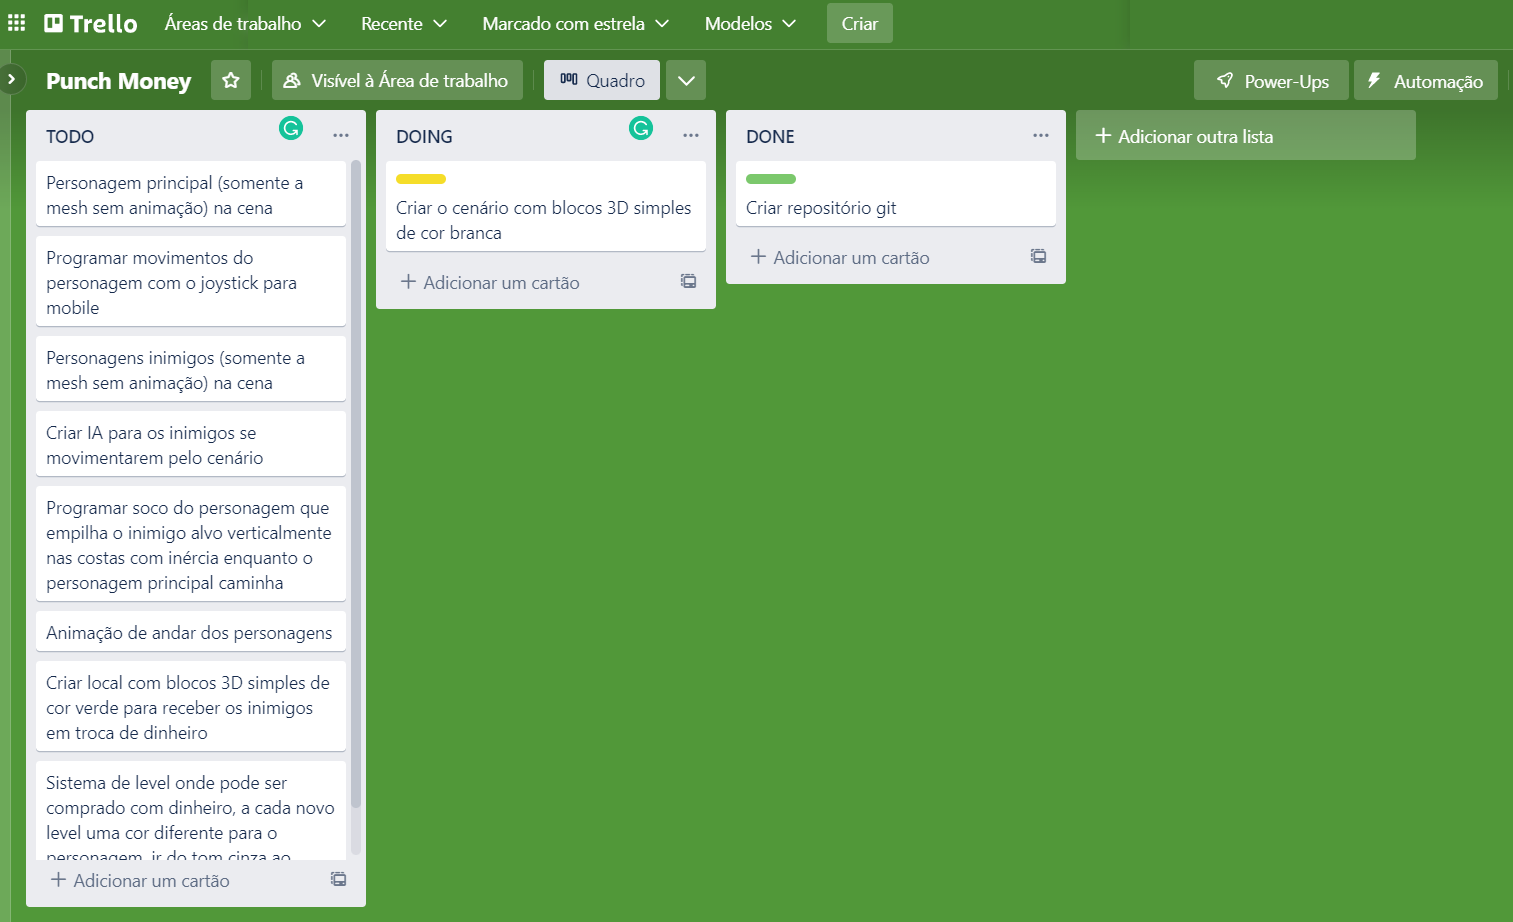 Trello Áreas de trabalho Recente Marcado com estrela Modelos Criar
Punch Money Visível à Área de trabalho Quadro Power-Ups Automação
TODO
Personagem principal (somente a
mesh sem animação) na cena
Programar movimentos do
personagem com o joystick para
mobile
Personagens inimigos (somente a
mesh sem animação) na cena
Criar IA para os inimigos se
movimentarem pelo cenário
Programar soco do personagem que
empilha o inimigo alvo verticalmente
nas costas com inércia enquanto o
personagem principal caminha
Animação de andar dos personagens
Criar local com blocos 3D simples de
cor verde para receber os inimigos
em troca de dinheiro
Sistema de level onde pode ser
comprado com dinheiro, a cada novo
level uma cor diferente para o
personagem, ir do tom cinza ao
+ Adicionar um cartão
DOING
Criar o cenário com blocos 3D simples
de cor branca
+ Adicionar um cartão
DONE
Criar repositório git
+ Adicionar um cartão
+ Adicionar outra lista